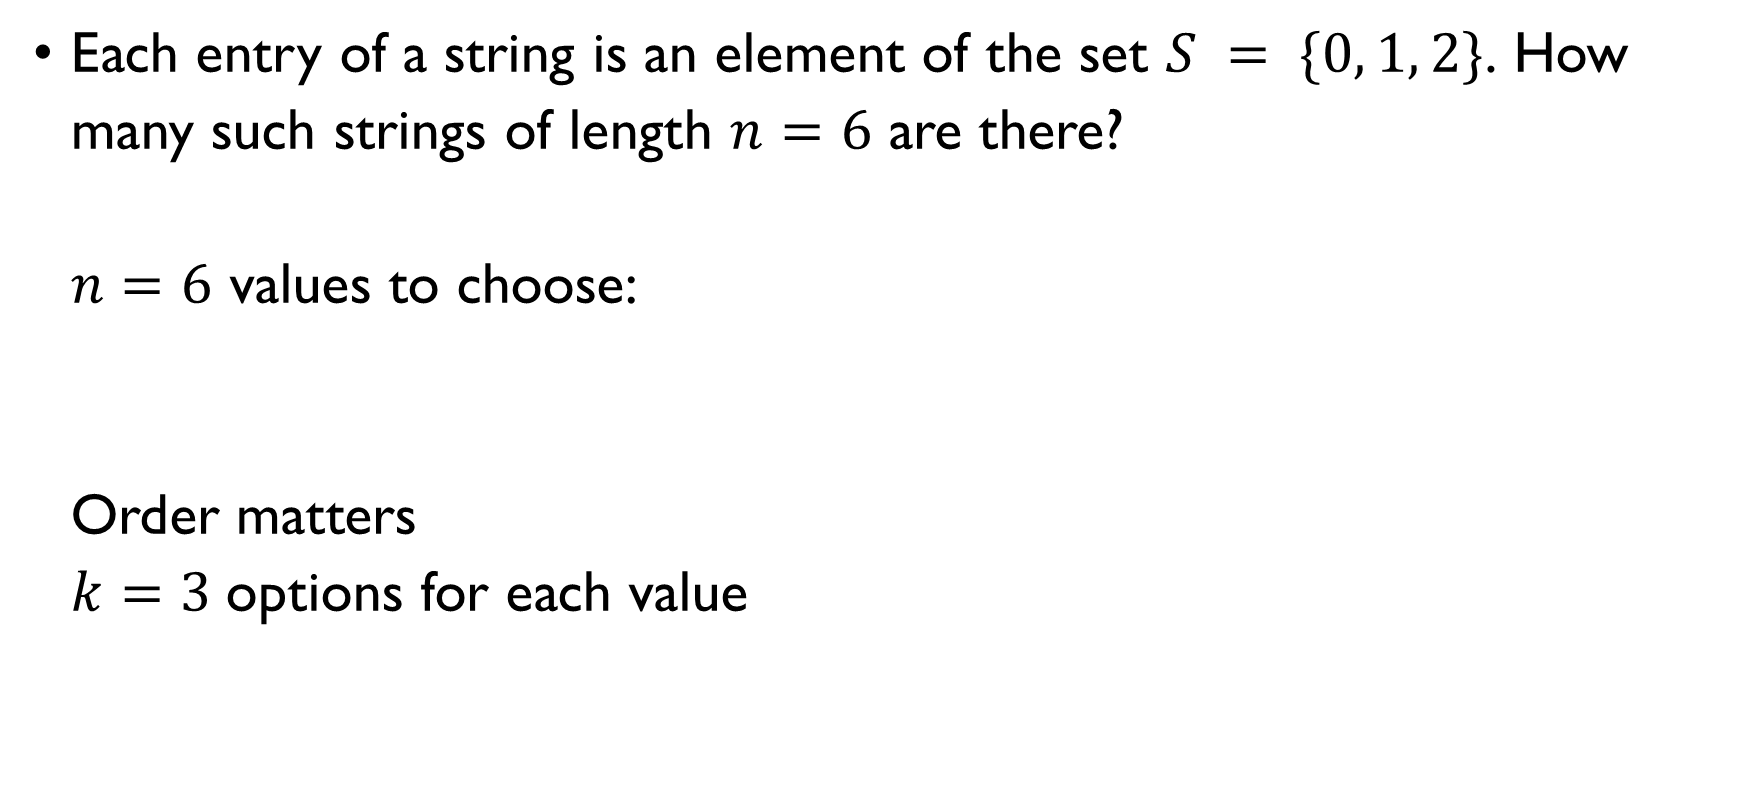 • Each entry of a string is an element of the set S = {0, 1, 2}. How
many such strings of length n = 6 are there?
n = 6 values to choose:
Order matters
k = 3 options for each value